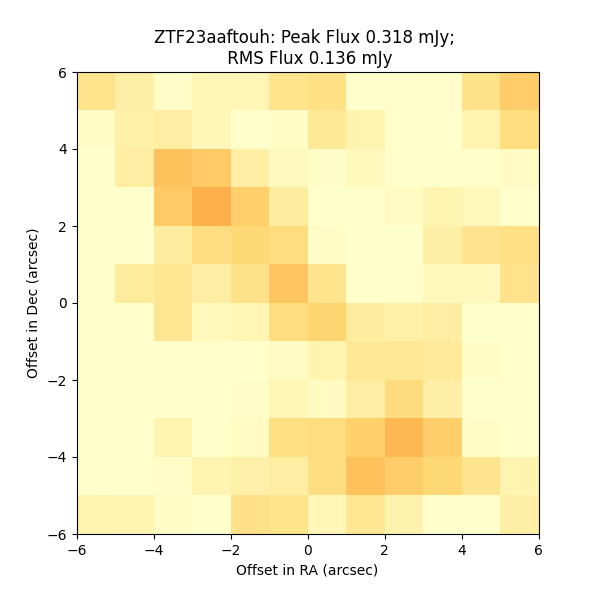 ZTF23aaftouh: Peak Flux 0.318 mJy;
RMS Flux 0.136 mJy
6
4
2
0
−2
−4
−6
Offset in Dec (arcsec)
−6 −4 −2 0 2 4 6
Offset in RA (arcsec)